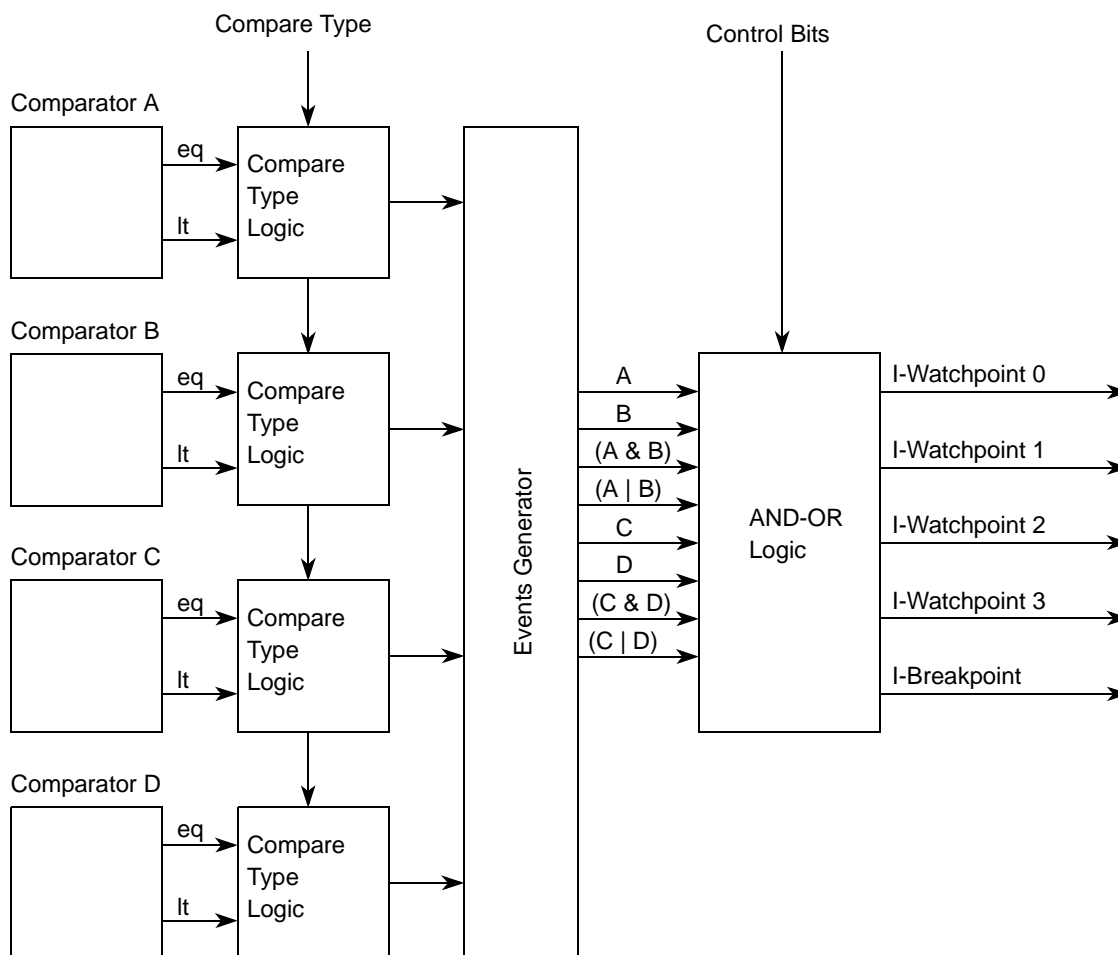 Compare Type
Control Bits
Comparator A
eq
lt
Compare
Type
Logic
Comparator B
eq
lt
Compare
Type
Logic
Comparator C
eq
lt
Compare
Type
Logic
Comparator D
eq
lt
Compare
Type
Logic
Events Generator
A
B
(A & B)
(A | B)
C
D
(C & D)
(C | D)
AND-OR
Logic
I-Watchpoint 0
I-Watchpoint 1
I-Watchpoint 2
I-Watchpoint 3
I-Breakpoint